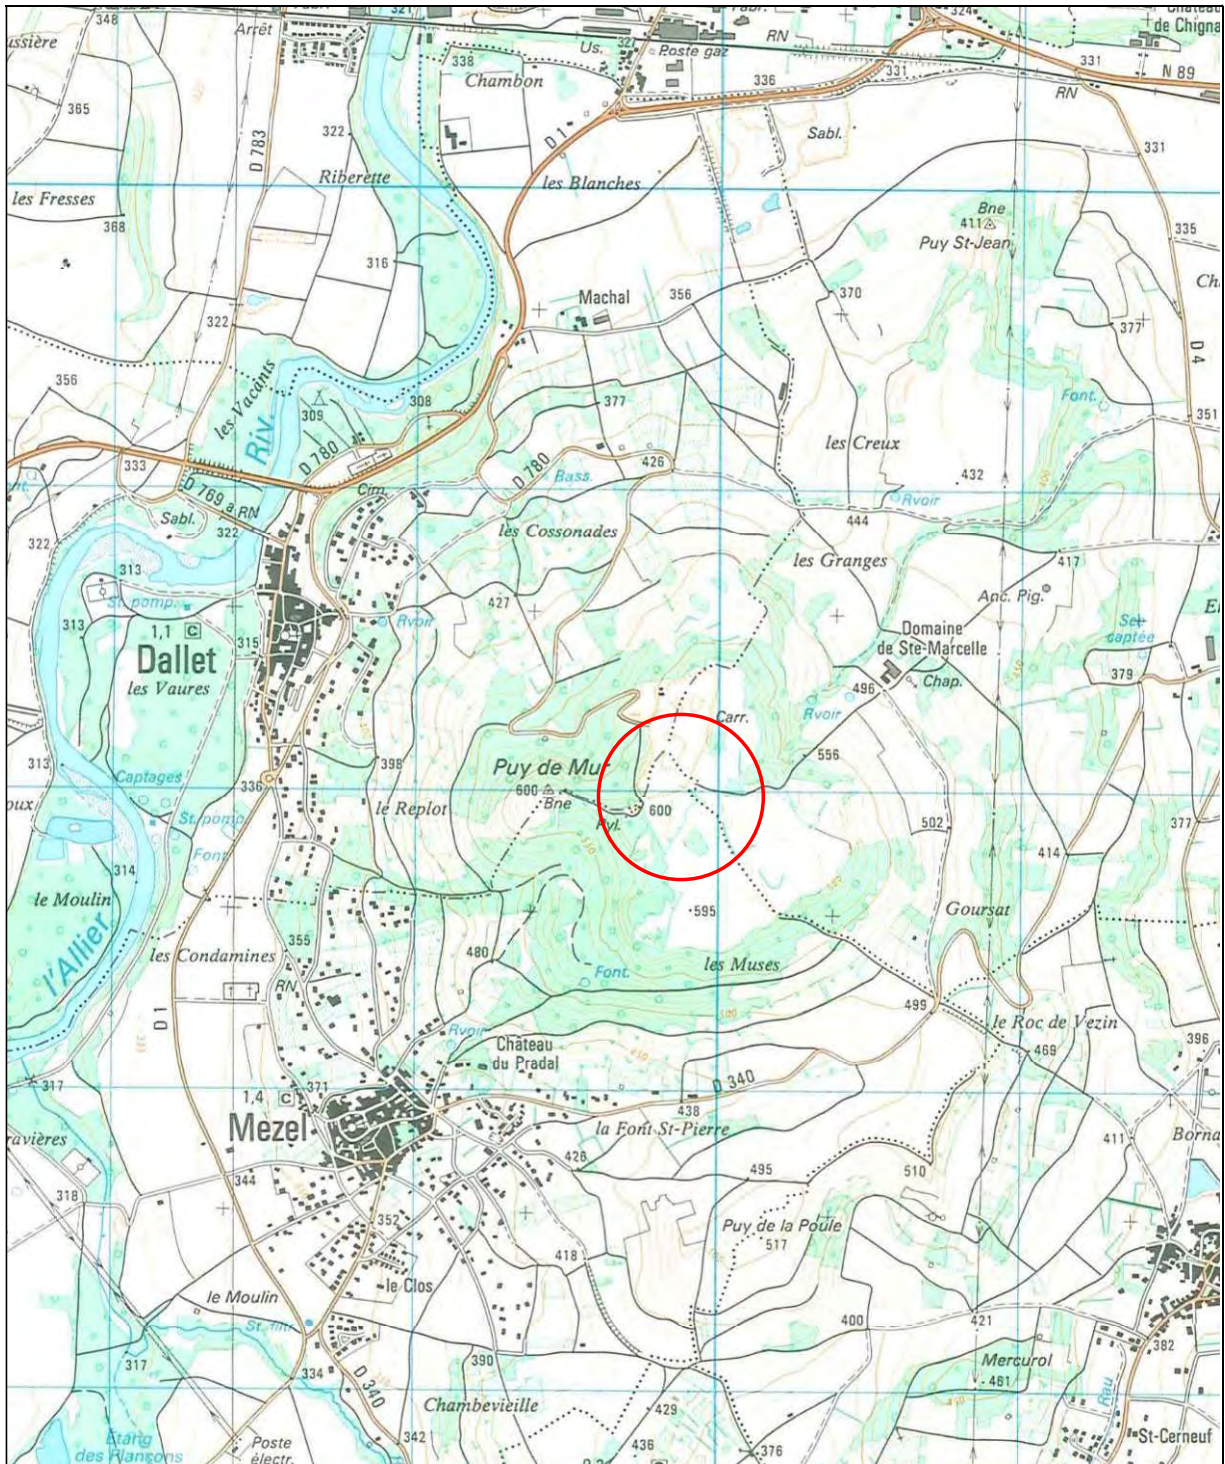 348
Arrêt
321
Us.
Poste gaz
RN
324
de Chigna
ussière
338
Chambon
336
331
331
N 89
RN
365
322
D 783
D 1
Sabl.
331
Riberette
les Blanches
les Fresses
368
Bne
411
Puy St-Jean
335
316
Machal
356
370
Ch
322
377
les Vacants
D 4
356
309
308
377
Font.
351
Riv.
D 780
D 780
426
les Creux
333
Bass.
432
D 769 a
RN
Cim.
Rvoir
Sabl.
322
les Cossonades
444
322
les Granges
417
313
St. pomp.
427
Anc. Pig.
313
1,1
C
315
Rvoir
Domaine
de Ste-Marcelle
captée
Dallet
les Vaures
496
Chap.
379
Carr.
Rvoir
313
398
556
oux
Captages
336
Puy de Mur
600
Bne
le Replot
600
Pyl.
St. pomp.
502
377
Font
414
314
550
le Moulin
595
Goursat
355
les Condamines
480
les Muses
l'Allier
Font.
RN
499
D 1
500
le Roc de Vezin
Rvoir
Château
du Pradal
469
396
317
371
D 340
1,4
C
438
Mezel
la Font St-Pierre
411
Borna
ravières
426
344
495
510
318
352
Puy de la Poule
517
418
le Clos
le Moulin
400
421
382
317
334
390
Mercurol
461
D 340
Chambevieille
429
Rau
Etang
des Plançons
Poste
électr.
342
436
376
St-Cerneuf